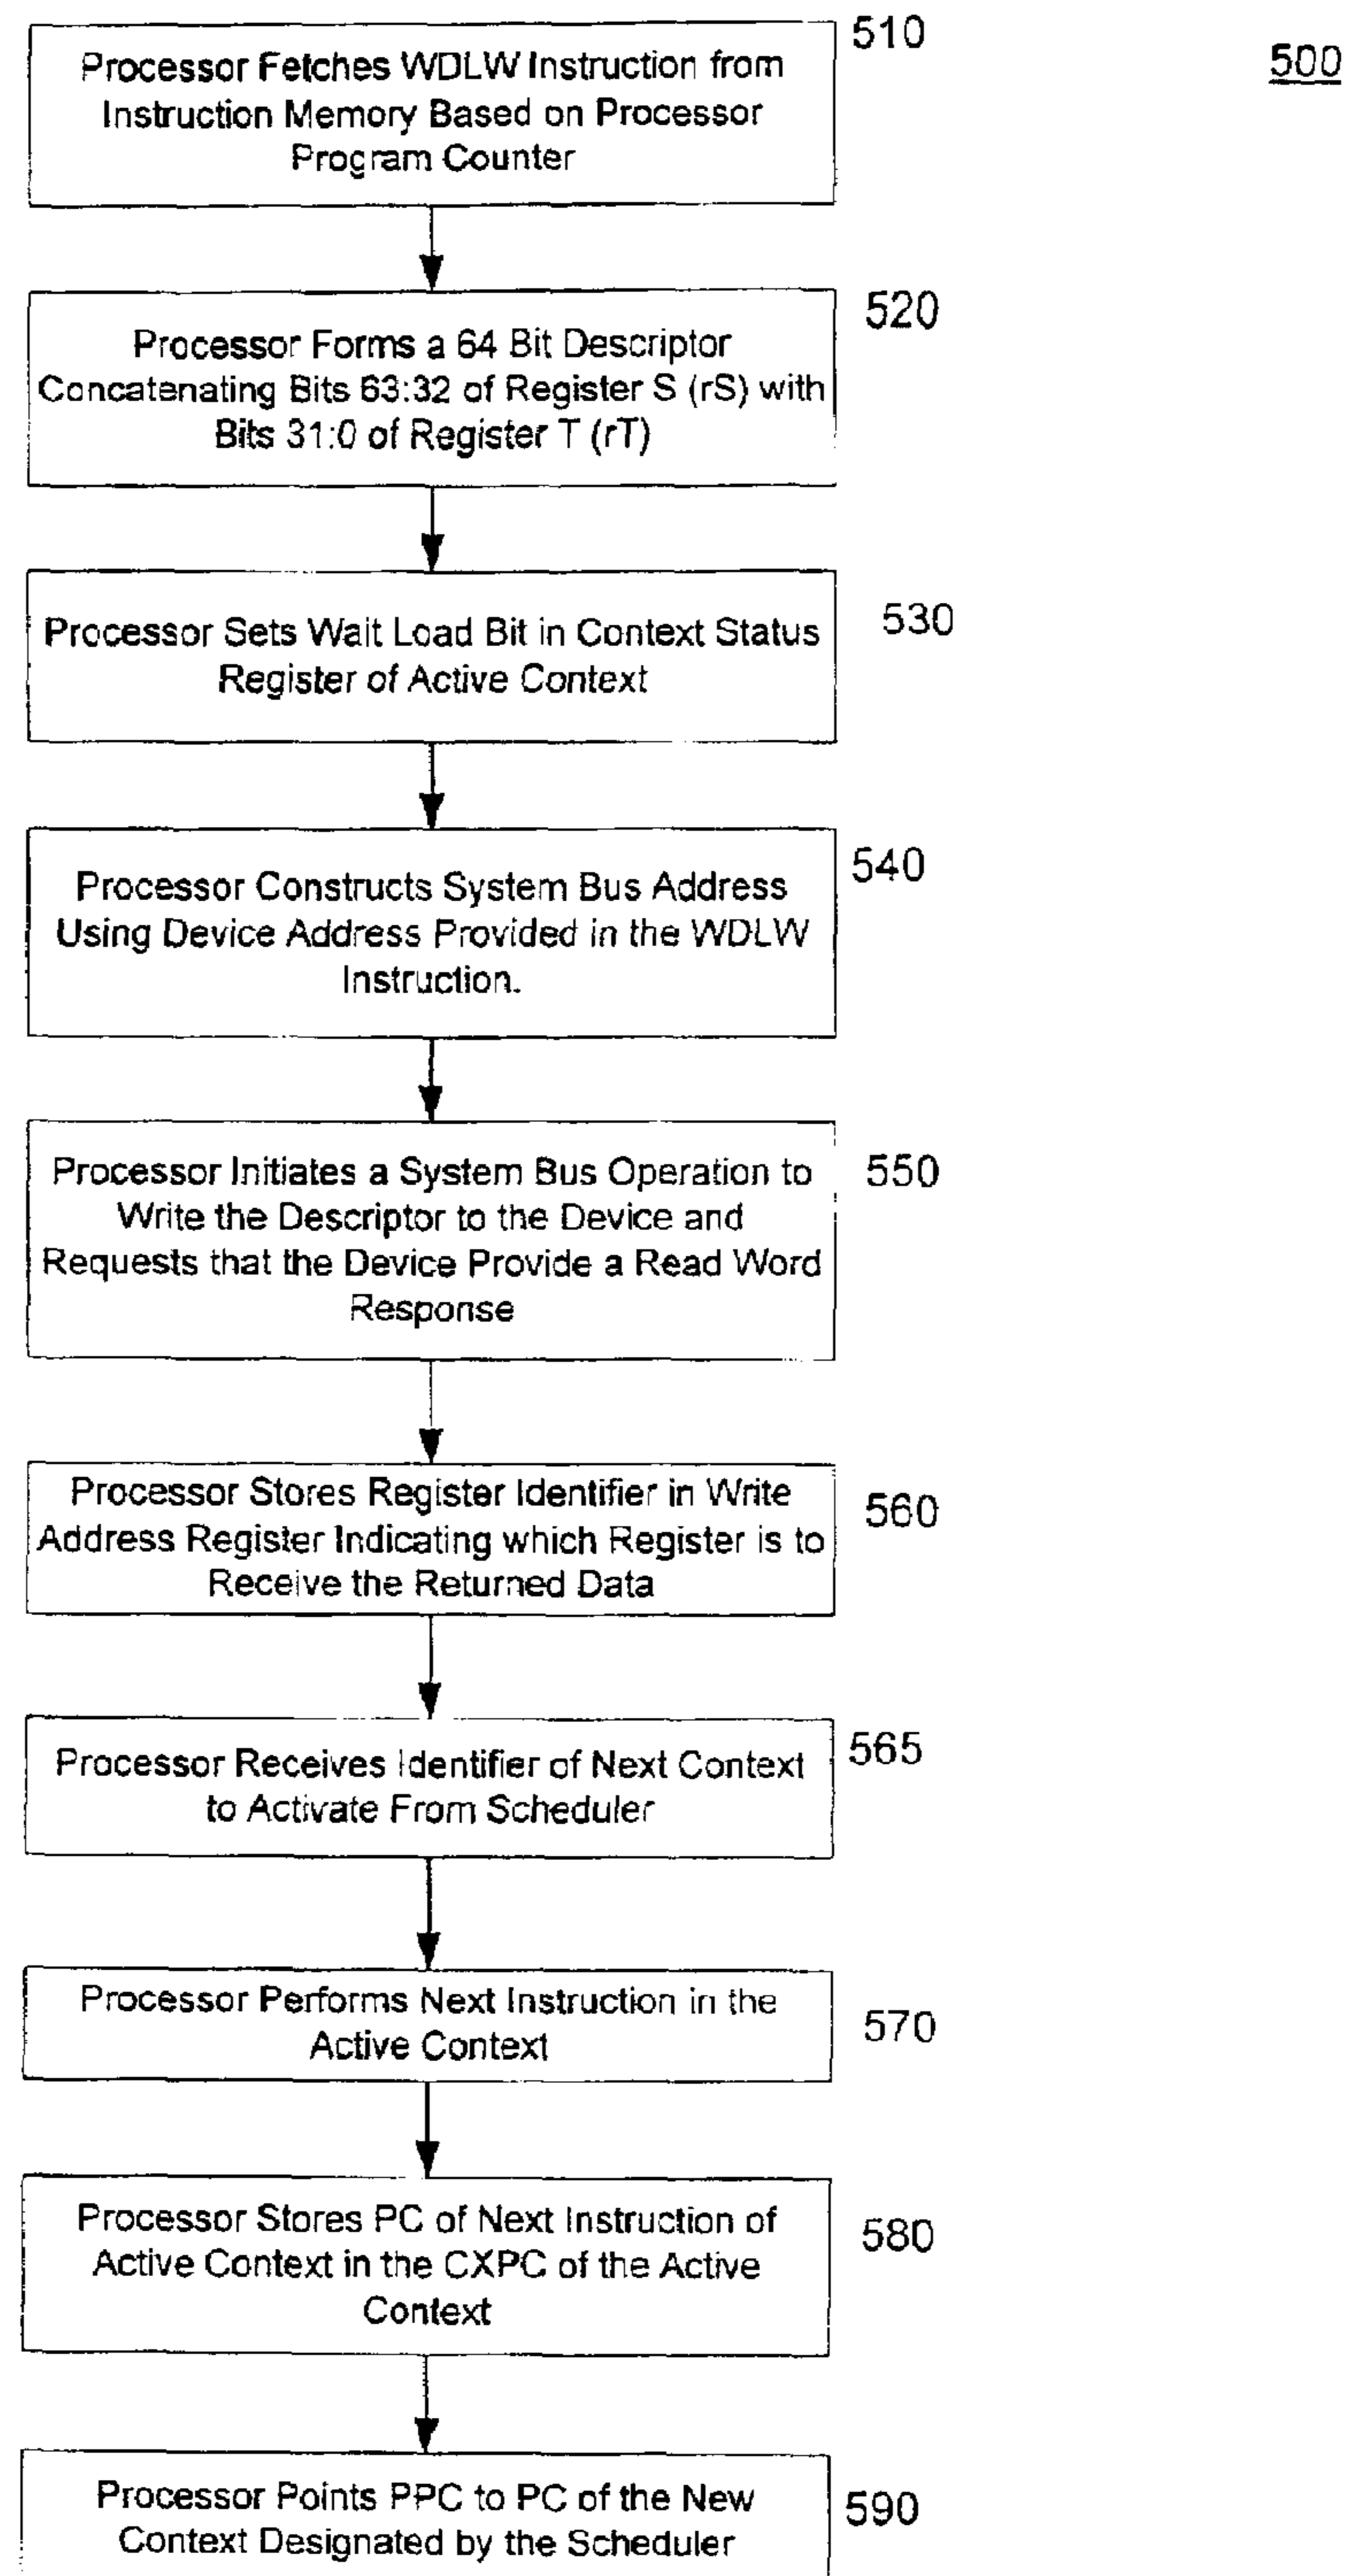 510
500
Processor Fetches WDLW Instruction from
Instruction Memory Based on Processor
Program Counter
520
Processor Forms a 64 Bit Descriptor
Concatenating Bits 63:32 of Register S (rS) with
Bits 31:0 of Register T (rT)
530
Processor Sets Wait Load Bit in Context Status
Register of Active Context
540
Processor Constructs System Bus Address
Using Device Address Provided in the WDLW
Instruction.
550
Processor Initiates a System Bus Operation to
Write the Descriptor to the Device and
Requests that the Device Provide a Read Word
Response
560
Processor Stores Register Identifier in Write
Address Register Indicating which Register is to
Receive the Returned Data
565
Processor Receives Identifier of Next Context
to Activate From Scheduler
570
Processor Performs Next Instruction in the
Active Context
580
Processor Stores PC of Next Instruction of
Active Context in the CXPC of the Active
Context
590
Processor Points PPC to PC of the New
Context Designated by the Scheduler